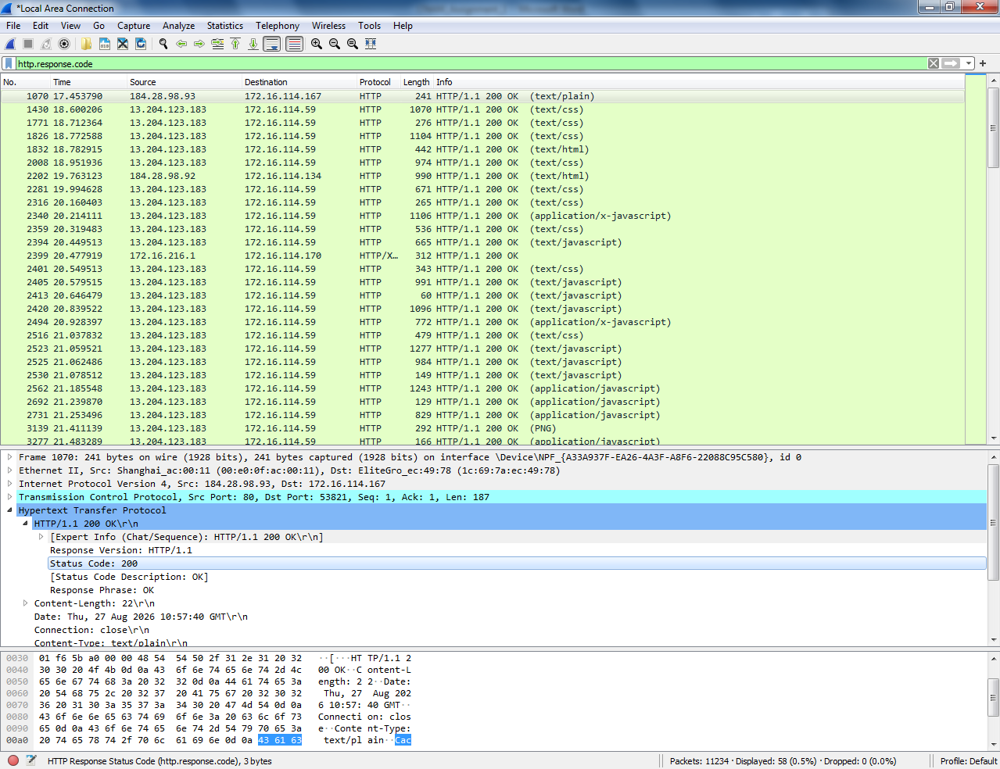 *Local Area Connection
File Edit View Go Capture Analyze Statistics Telephony Wireless Tools Help
http.response.code
No. Time Source Destination Protocol Length Info
1070 17.453790 184.28.98.93 172.16.114.167 HTTP 241 HTTP/1.1 200 OK (text/plain)
1430 18.600206 13.204.123.183 172.16.114.59 HTTP 1070 HTTP/1.1 200 OK (text/css)
1771 18.712364 13.204.123.183 172.16.114.59 HTTP 276 HTTP/1.1 200 OK (text/css)
1826 18.772588 13.204.123.183 172.16.114.59 HTTP 1104 HTTP/1.1 200 OK (text/css)
1832 18.782915 13.204.123.183 172.16.114.59 HTTP 442 HTTP/1.1 200 OK (text/html)
2008 18.951936 13.204.123.183 172.16.114.59 HTTP 974 HTTP/1.1 200 OK (text/css)
2202 19.763123 184.28.98.92 172.16.114.134 HTTP 990 HTTP/1.1 200 OK (text/html)
2281 19.994628 13.204.123.183 172.16.114.59 HTTP 671 HTTP/1.1 200 OK (text/css)
2316 20.160403 13.204.123.183 172.16.114.59 HTTP 265 HTTP/1.1 200 OK (text/css)
2340 20.214111 13.204.123.183 172.16.114.59 HTTP 1106 HTTP/1.1 200 OK (application/x-javascript)
2359 20.319483 13.204.123.183 172.16.114.59 HTTP 536 HTTP/1.1 200 OK (text/css)
2394 20.449513 13.204.123.183 172.16.114.59 HTTP 665 HTTP/1.1 200 OK (text/javascript)
2399 20.477919 172.16.216.1 172.16.114.170 HTTP/X… 312 HTTP/1.1 200 OK
2401 20.549513 13.204.123.183 172.16.114.59 HTTP 343 HTTP/1.1 200 OK (text/css)
2405 20.579515 13.204.123.183 172.16.114.59 HTTP 991 HTTP/1.1 200 OK (text/javascript)
2413 20.646479 13.204.123.183 172.16.114.59 HTTP 60 HTTP/1.1 200 OK (text/javascript)
2420 20.839522 13.204.123.183 172.16.114.59 HTTP 1096 HTTP/1.1 200 OK (text/javascript)
2494 20.928397 13.204.123.183 172.16.114.59 HTTP 772 HTTP/1.1 200 OK (application/x-javascript)
2516 21.037832 13.204.123.183 172.16.114.59 HTTP 479 HTTP/1.1 200 OK (text/css)
2523 21.059521 13.204.123.183 172.16.114.59 HTTP 1277 HTTP/1.1 200 OK (text/javascript)
2525 21.062486 13.204.123.183 172.16.114.59 HTTP 984 HTTP/1.1 200 OK (text/javascript)
2530 21.078512 13.204.123.183 172.16.114.59 HTTP 149 HTTP/1.1 200 OK (text/javascript)
2562 21.185548 13.204.123.183 172.16.114.59 HTTP 1243 HTTP/1.1 200 OK (application/javascript)
2692 21.239870 13.204.123.183 172.16.114.59 HTTP 129 HTTP/1.1 200 OK (application/javascript)
2731 21.253496 13.204.123.183 172.16.114.59 HTTP 829 HTTP/1.1 200 OK (application/javascript)
3139 21.411139 13.204.123.183 172.16.114.59 HTTP 292 HTTP/1.1 200 OK (PNG)
3277 21.483289 13.204.123.183 172.16.114.59 HTTP 166 HTTP/1.1 200 OK (application/javascript)
Frame 1070: 241 bytes on wire (1928 bits), 241 bytes captured (1928 bits) on interface \Device\NPF_{A33A937F-EA26-4A3F-A8F6-22088C95C580}, id 0
Ethernet II, Src: Shanghai_ac:00:11 (00:e0:0f:ac:00:11), Dst: EliteGro_ec:49:78 (1c:69:7a:ec:49:78)
Internet Protocol Version 4, Src: 184.28.98.93, Dst: 172.16.114.167
Transmission Control Protocol, Src Port: 80, Dst Port: 53821, Seq: 1, Ack: 1, Len: 187
Hypertext Transfer Protocol
HTTP/1.1 200 OK\r\n
[Expert Info (Chat/Sequence): HTTP/1.1 200 OK\r\n]
Response Version: HTTP/1.1
Status Code: 200
[Status Code Description: OK]
Response Phrase: OK
Content-Length: 22\r\n
Date: Thu, 27 Aug 2026 10:57:40 GMT\r\n
Connection: close\r\n
Content-Type: text/plain\r\n
0030 01 f6 5b a0 00 00 48 54 54 50 2f 31 2e 31 20 32 ··[···HT TP/1.1 2
0040 30 30 20 4f 4b 0d 0a 43 6f 6e 74 65 6e 74 2d 4c 00 OK··C ontent-L
0050 65 6e 67 74 68 3a 20 32 32 0d 0a 44 61 74 65 3a ength: 2 2··Date:
0060 20 54 68 75 2c 20 32 37 20 41 75 67 20 32 30 32 Thu, 27 Aug 202
0070 36 20 31 30 3a 35 37 3a 34 30 20 47 4d 54 0d 0a 6 10:57: 40 GMT··
0080 43 6f 6e 6e 65 63 74 69 6f 6e 3a 20 63 6c 6f 73 Connecti on: clos
0090 65 0d 0a 43 6f 6e 74 65 6e 74 2d 54 79 70 65 3a e··Conte nt-Type:
00a0 20 74 65 78 74 2f 70 6c 61 69 6e 0d 0a 43 61 63 text/pl ain··Cac
HTTP Response Status Code (http.response.code), 3 bytes Packets: 11234 · Displayed: 58 (0.5%) · Dropped: 0 (0.0%) Profile: Default